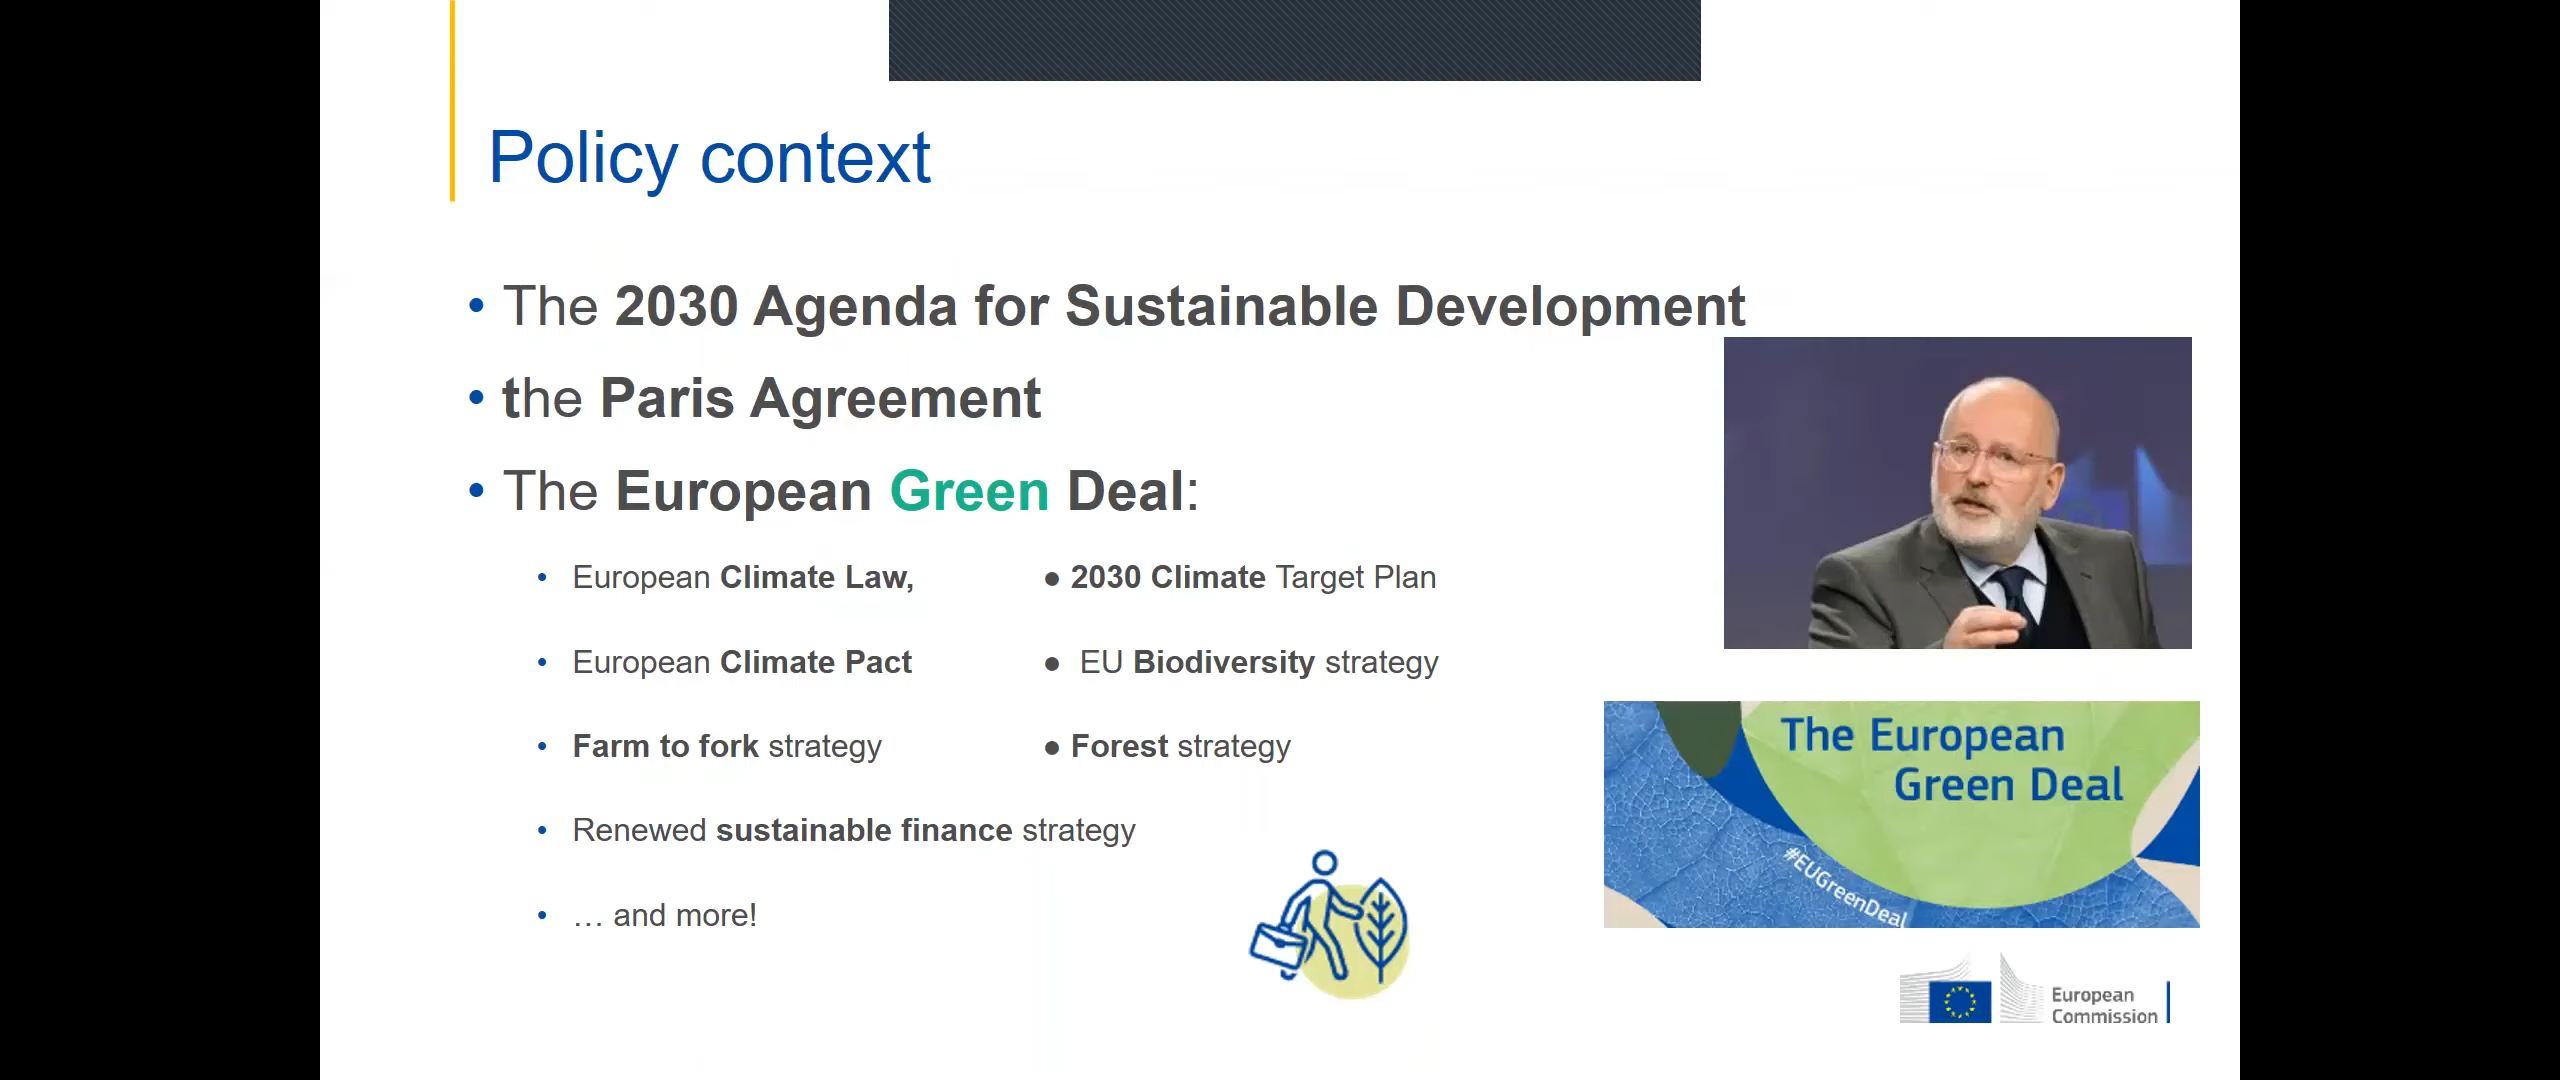 Policy context
• The 2030 Agenda for Sustainable Development
• the Paris Agreement
• The European Green Deal:
• European Climate Law,
● 2030 Climate Target Plan
• European Climate Pact
● EU Biodiversity strategy
• Farm to fork strategy
● Forest strategy
• Renewed sustainable finance strategy
• … and more!
The European
Green Deal
#EUGreenDeal
European
Commission